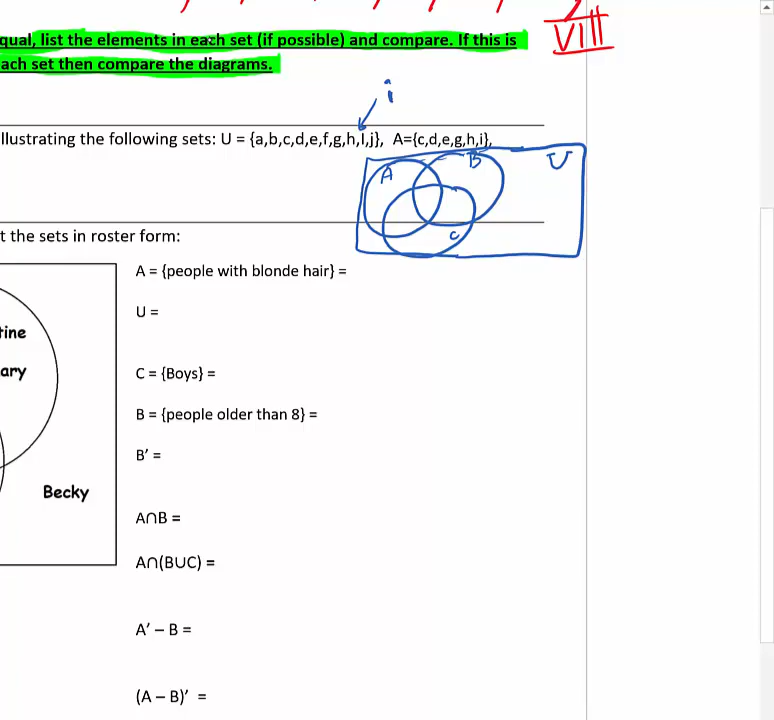 VIII
qual, list the elements in each set (if possible) and compare. If this is
ach set then compare the diagrams.
i
llustrating the following sets: U = {a,b,c,d,e,f,g,h,I,j}, A={c,d,e,g,h,i},
A B U
C
t the sets in roster form:
A = {people with blonde hair} =
U =
tine
ary
C = {Boys} =
B = {people older than 8} =
B′ =
Becky
A∩B =
A∩(B∪C) =
A′ – B =
(A – B)′ =